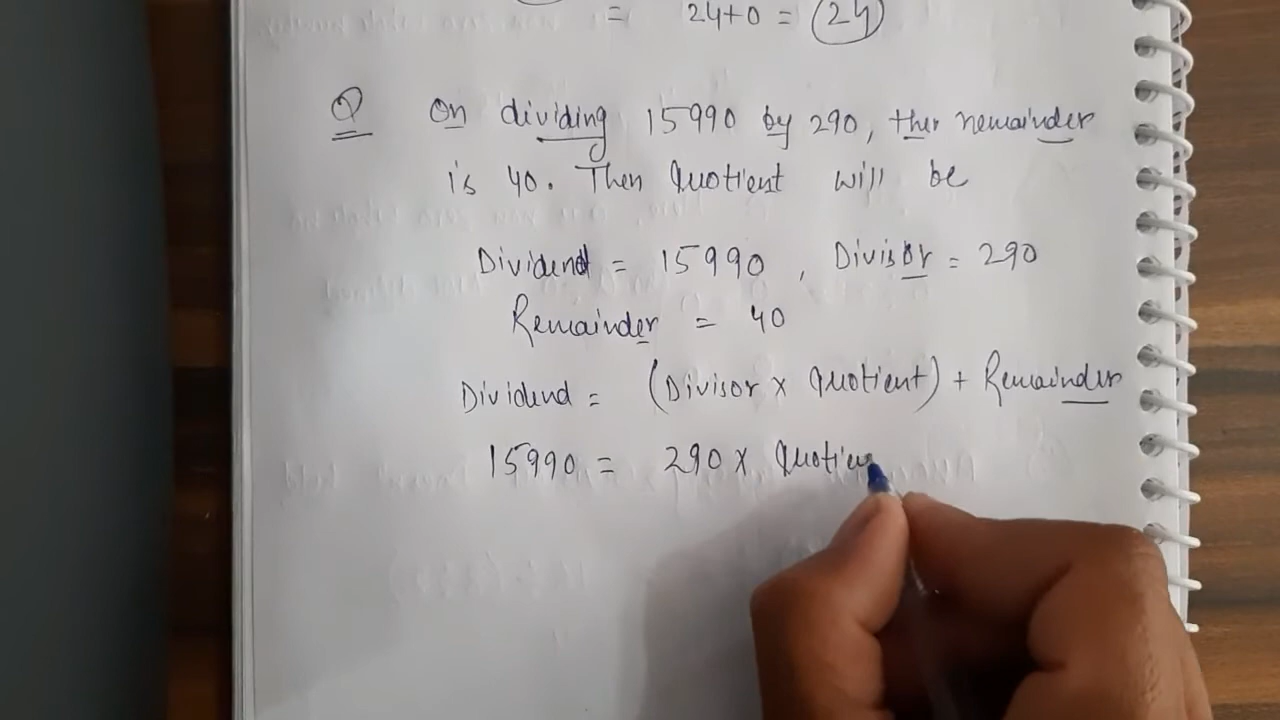 = 24+0 = 24
Q On dividing 15990 by 290, ther remainder
is 40. Then Quotient will be
Dividend = 15990, Divisor = 290
Remainder = 40
Dividend = (Divisor x Quotient) + Remainder
15990 = 290 x Quotien